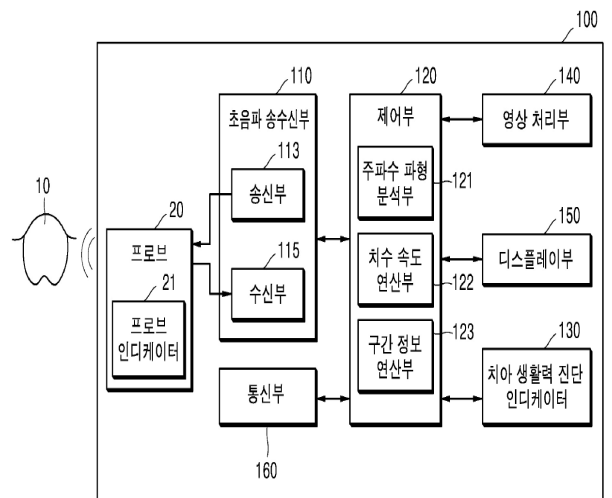 100
110
120
140
초음파 송수신부
제어부
영상 처리부
113
10
송신부
주파수 파형
분석부
121
20
150
프로브
115
치수 속도
연산부
122
디스플레이부
21
수신부
프로브
인디케이터
123
130
구간 정보
연산부
치아 생활력 진단
인디케이터
통신부
160